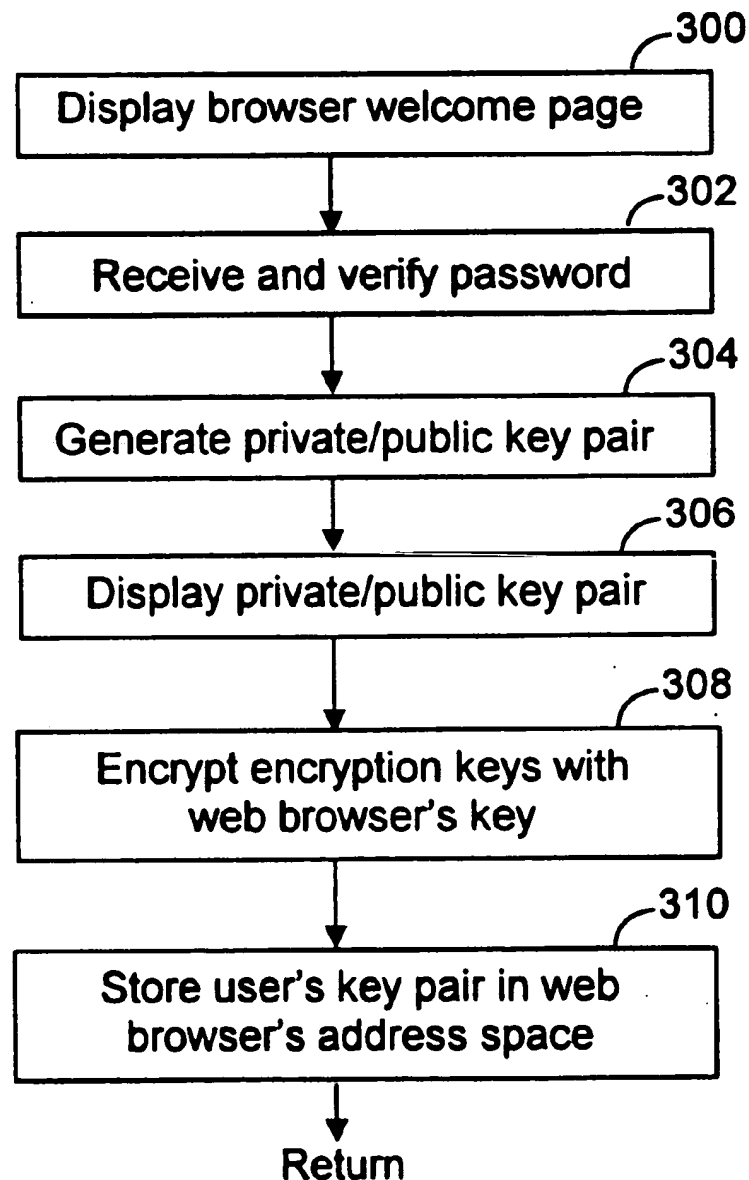 300
Display browser welcome page
302
Receive and verify password
304
Generate private/public key pair
306
Display private/public key pair
308
Encrypt encryption keys with
web browser's key
310
Store user's key pair in web
browser's address space
Return